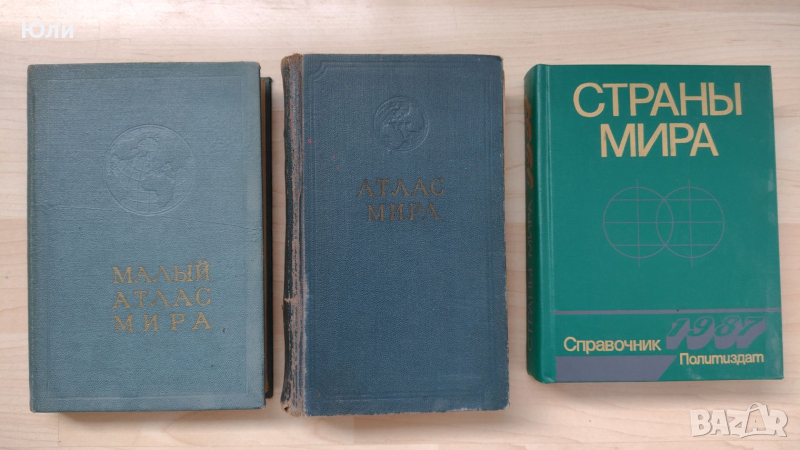 Юли
МАЛЫЙ
АТЛАС
МИРА
АТЛАС
МИРА
СТРАНЫ
МИРА
1987
Справочник
Политиздат
BAZAR